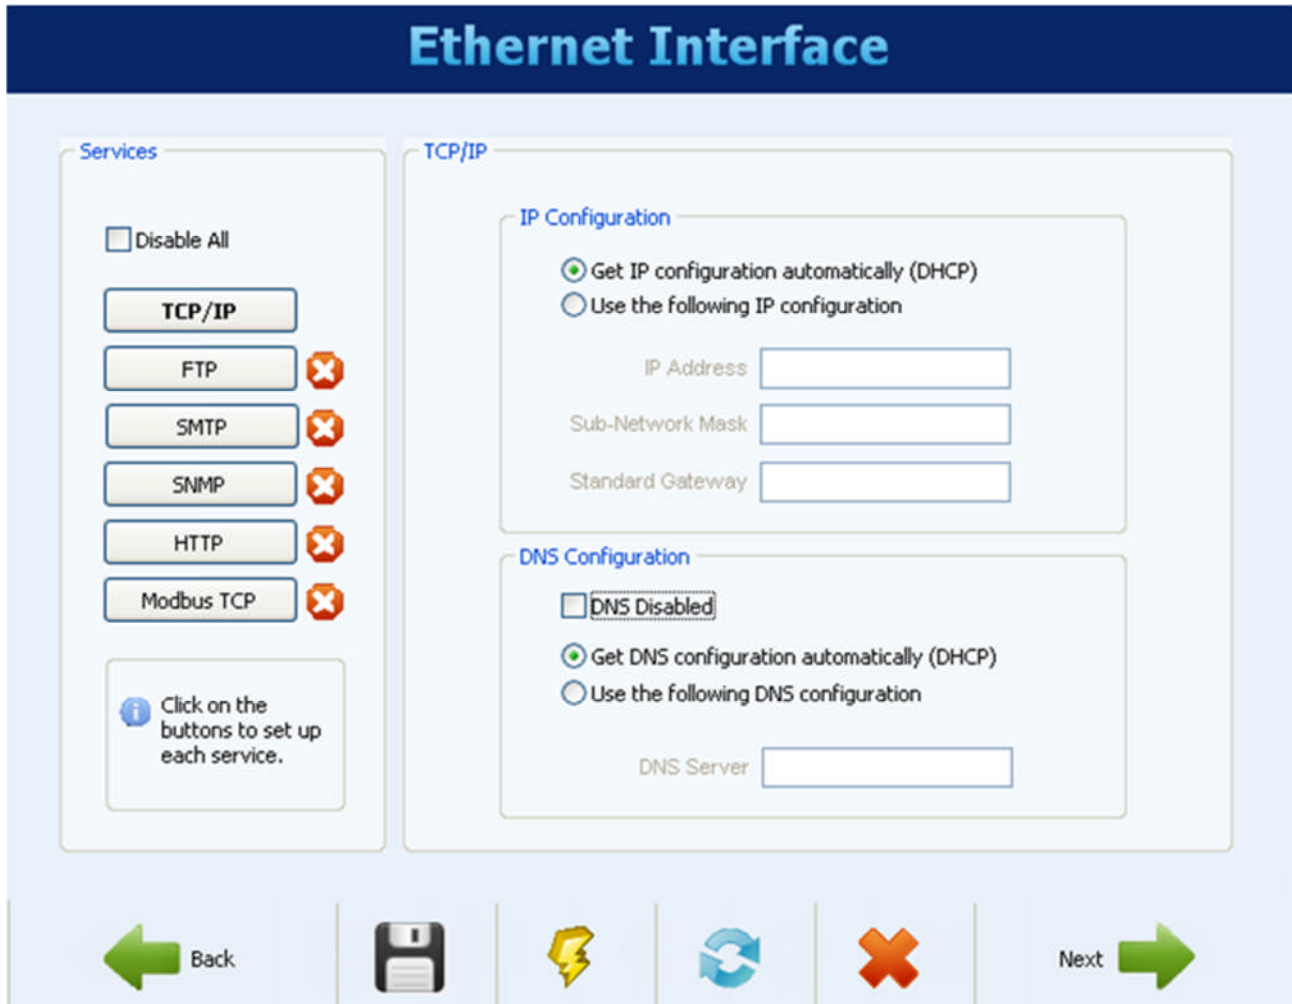 Ethernet Interface
Services
Disable All
TCP/IP
FTP
SMTP
SNMP
HTTP
Modbus TCP
Click on the
buttons to set up
each service.
TCP/IP
IP Configuration
Get IP configuration automatically (DHCP)
Use the following IP configuration
IP Address
Sub-Network Mask
Standard Gateway
DNS Configuration
DNS Disabled
Get DNS configuration automatically (DHCP)
Use the following DNS configuration
DNS Server
Back
Next